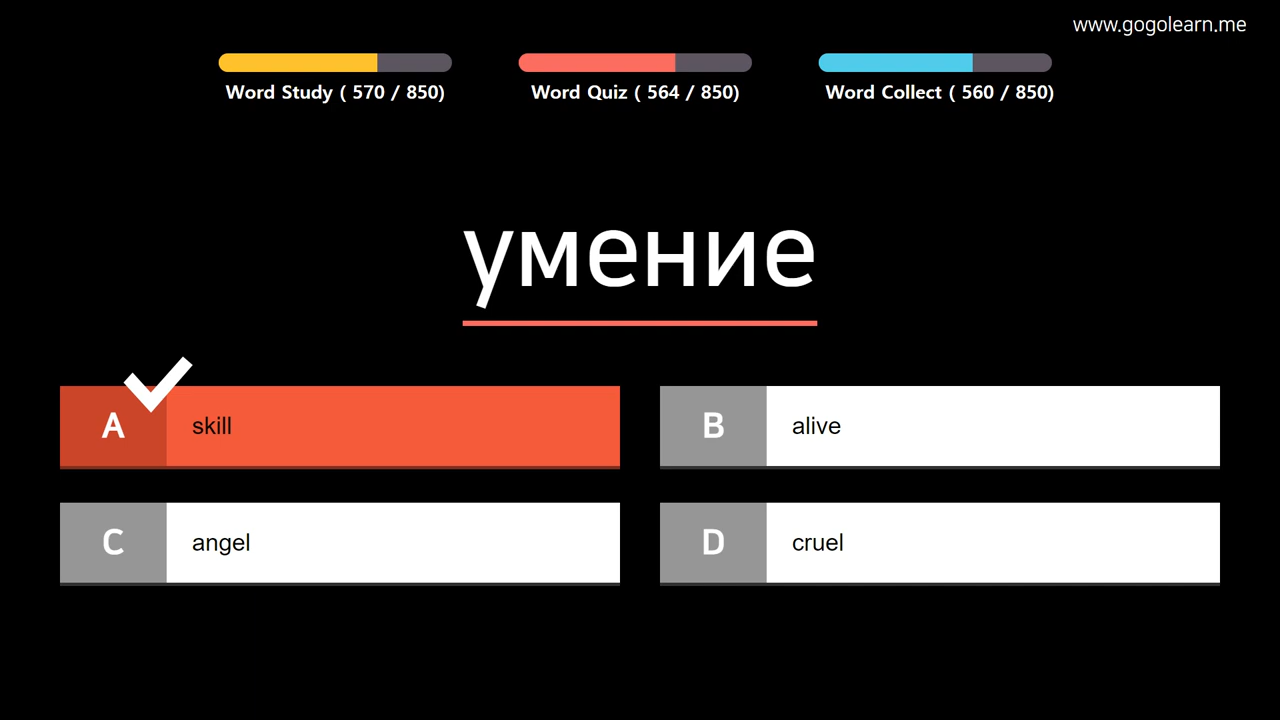 www.gogolearn.me
Word Study ( 570 / 850)
Word Quiz ( 564 / 850)
Word Collect ( 560 / 850)
умение
A skill
B alive
C angel
D cruel